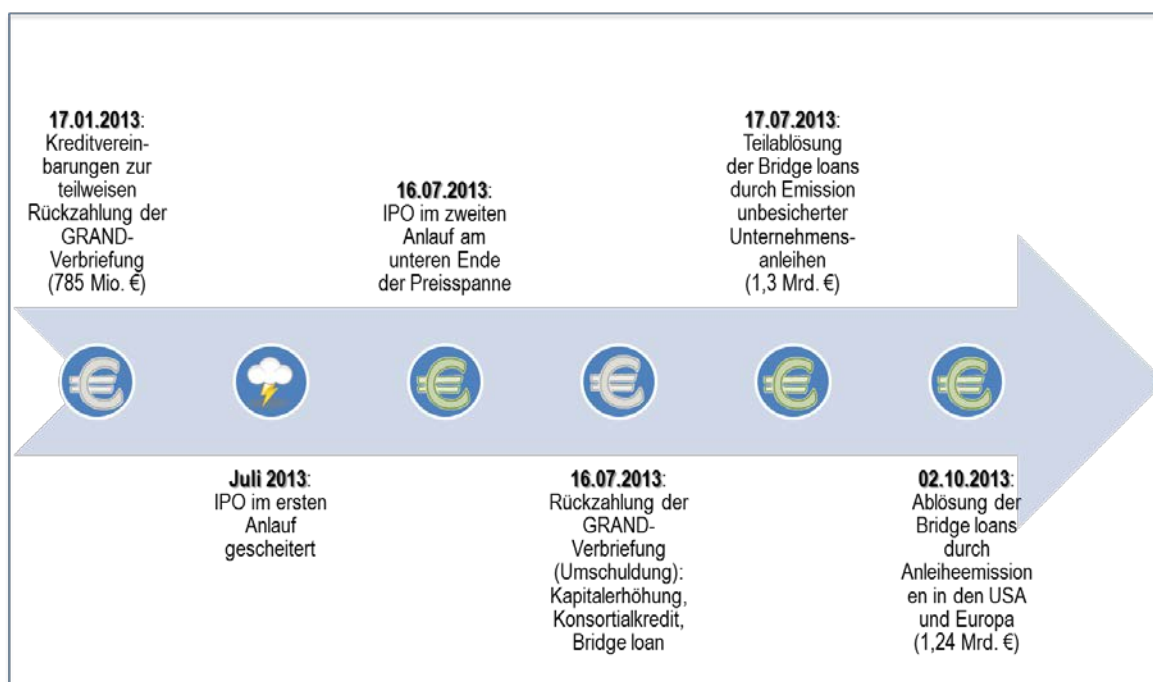 17.01.2013:
Kreditverein-
barungen zur
teilweisen
Rückzahlung der
GRAND-
Verbriefung
(785 Mio. €)
Juli 2013:
IPO im ersten
Anlauf
gescheitert
16.07.2013:
IPO im zweiten
Anlauf am
unteren Ende
der Preisspanne
16.07.2013:
Rückzahlung der
GRAND-
Verbriefung
(Umschuldung):
Kapitalerhöhung,
Konsortialkredit,
Bridge loan
17.07.2013:
Teilablösung
der Bridge loans
durch Emission
unbesicherter
Unternehmens-
anleihen
(1,3 Mrd. €)
02.10.2013:
Ablösung der
Bridge loans
durch
Anleiheemission
en in den USA
und Europa
(1,24 Mrd. €)